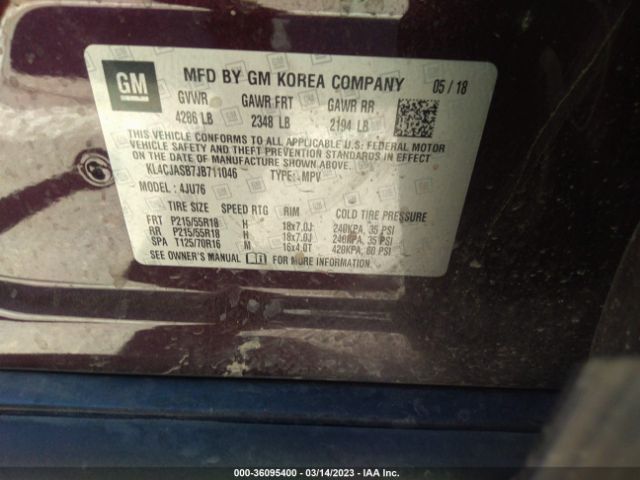 GM
MFD BY GM KOREA COMPANY 05/18
GVWR GAWR FRT GAWR RR
4286 LB 2348 LB 2194 LB
THIS VEHICLE CONFORMS TO ALL APPLICABLE U.S. FEDERAL MOTOR
VEHICLE SAFETY AND THEFT PREVENTION STANDARDS IN EFFECT
ON THE DATE OF MANUFACTURE SHOWN ABOVE.
KL4CJASB7JB711046 TYPE: MPV
MODEL: 4JU76
TIRE SIZE SPEED RTG RIM COLD TIRE PRESSURE
FRT P215/55R18 H 18x7.0J 240KPA, 35 PSI
RR P215/55R18 H 18x7.0J 240KPA, 35 PSI
SPA T125/70R16 M 16x4.0T 420KPA, 60 PSI
SEE OWNER'S MANUAL FOR MORE INFORMATION
000-36095400 - 03/14/2023 - IAA Inc.